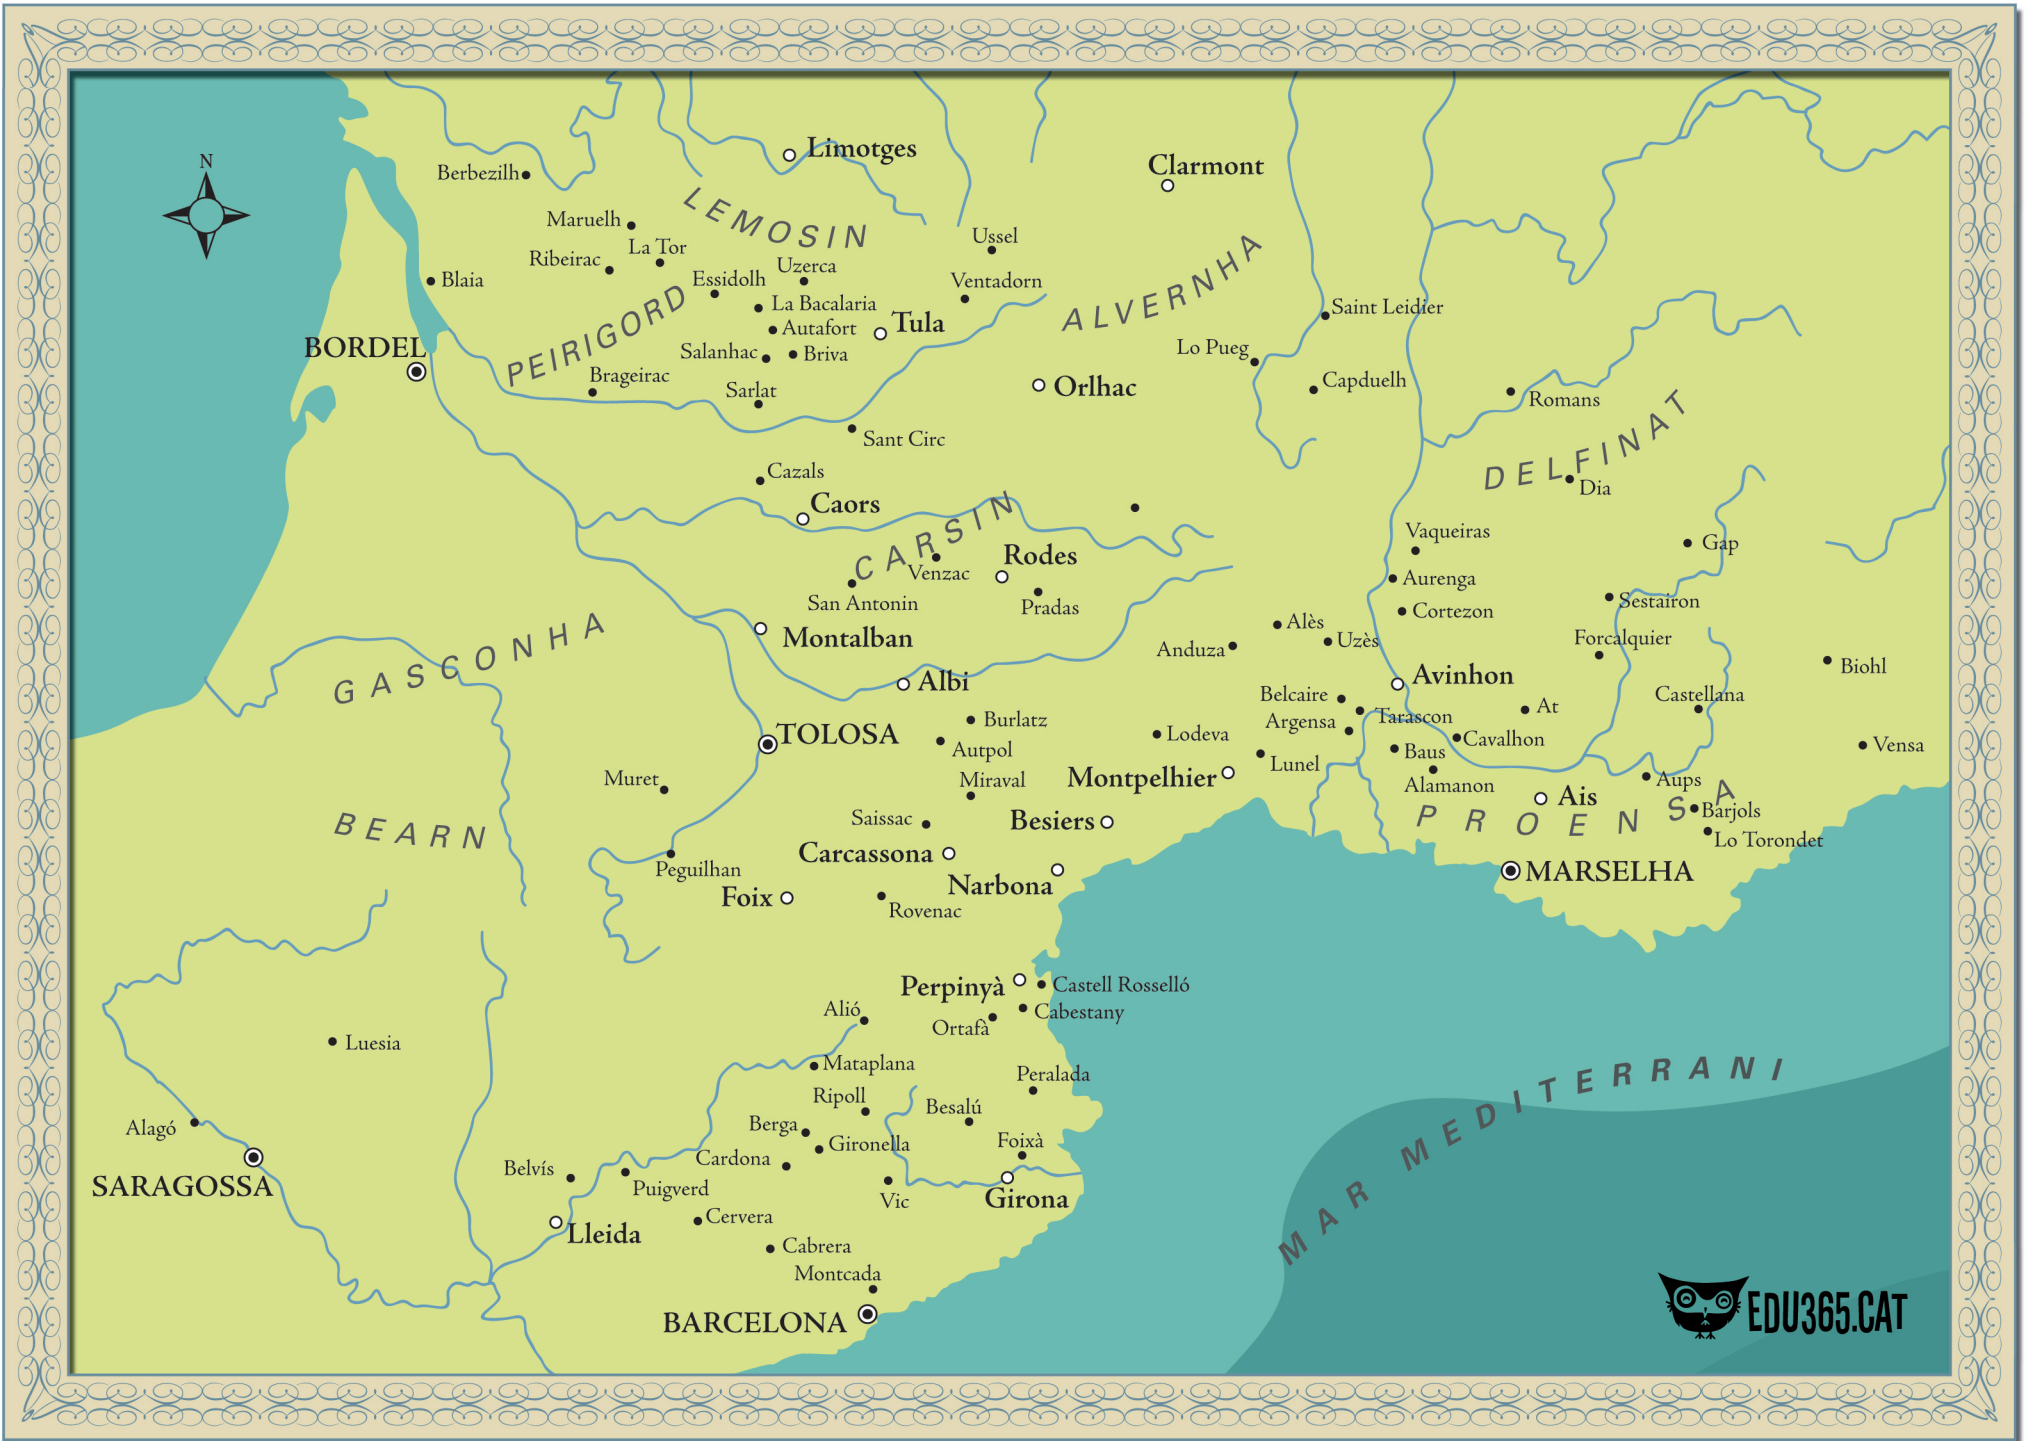 N
Limotges
Clarmont
Berbezilh
LEMOSIN
Maruelh
La Tor
Ussel
Ribeirac
Uzerca
Essidolh
Ventadorn
ALVERNHA
Blaia
La Bacalaria
Saint Leidier
PEIRIGORD
Autafort
Tula
BORDEL
Salanhac
Briva
Lo Pueg
Brageirac
Sarlat
Orlhac
Capduelh
Romans
Sant Circ
DELFINAT
Cazals
Dia
Caors
CARSIN
Vaqueiras
Gap
Rodes
Venzac
Aurenga
San Antonin
Pradas
Cortezon
Sestairon
GASCONHA
Montalban
Alès
Uzès
Anduza
Forcalquier
Biohl
Albi
Avinhon
Belcaire
Castellana
Burlatz
Argensa
Tarascon
At
TOLOSA
Autpol
Lodeva
Cavalhon
Vensa
Muret
Miraval
Montpelhier
Lunel
Baus
Alamanon
Aups
BEARN
Saissac
Besiers
Ais
PROENSA
Barjols
Lo Torondet
Peguilhan
Carcassona
Narbona
MARSELHA
Foix
Rovenac
Perpinyà
Castell Rosselló
Alió
Ortafà
Cabestany
Luesia
Mataplana
Peralada
MAR MEDITERRANI
Ripoll
Besalú
Alagó
Berga
Gironella
Foixà
SARAGOSSA
Belvís
Cardona
Puigverd
Vic
Girona
Lleida
Cervera
Cabrera
Montcada
BARCELONA
EDU365.CAT